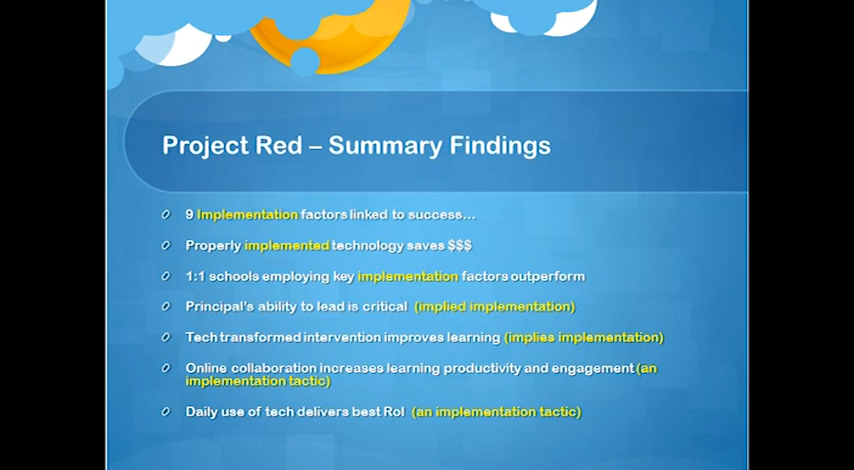 Project Red – Summary Findings
9 Implementation factors linked to success...
Properly implemented technology saves $$$
1:1 schools employing key implementation factors outperform
Principal's ability to lead is critical (implied implementation)
Tech transformed intervention improves learning (implies implementation)
Online collaboration increases learning productivity and engagement (an
implementation tactic)
Daily use of tech delivers best RoI (an implementation tactic)